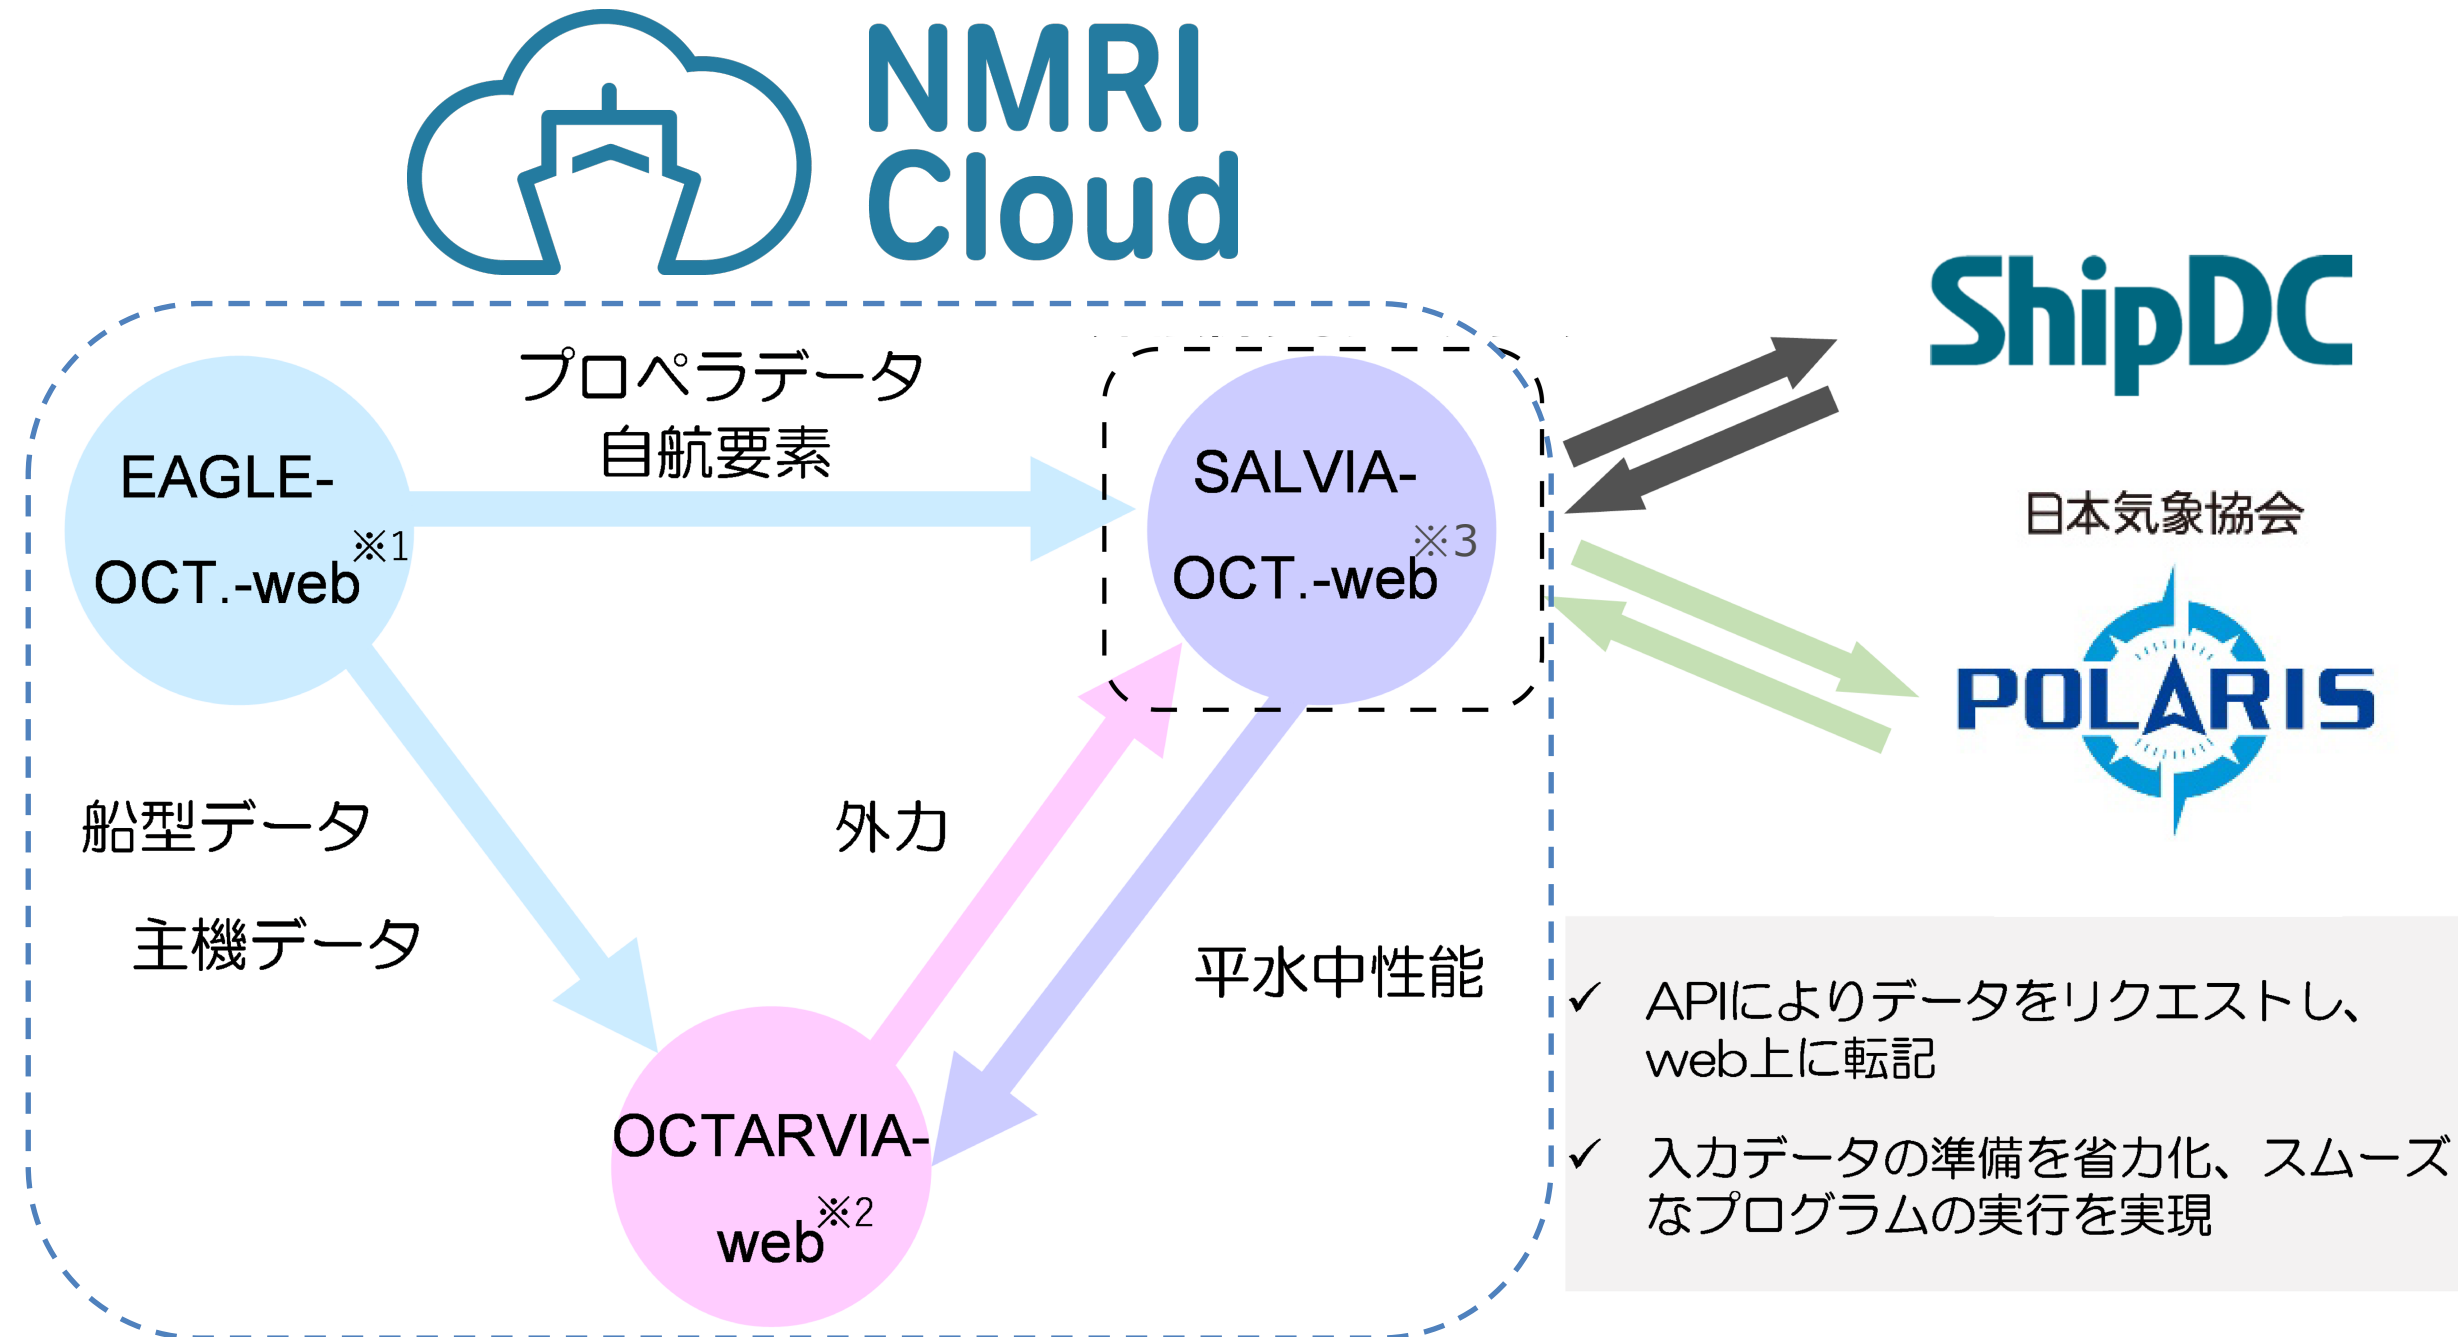 NMRI
Cloud
ShipDC
プロペラデータ
自航要素
EAGLE-
OCT.-web※1
SALVIA-
OCT.-web※3
日本気象協会
POLARIS
船型データ
主機データ
外力
平水中性能
OCTARVIA-
web※2
✓ APIによりデータをリクエストし、
web上に転記
✓ 入力データの準備を省力化、スムーズ
なプログラムの実行を実現